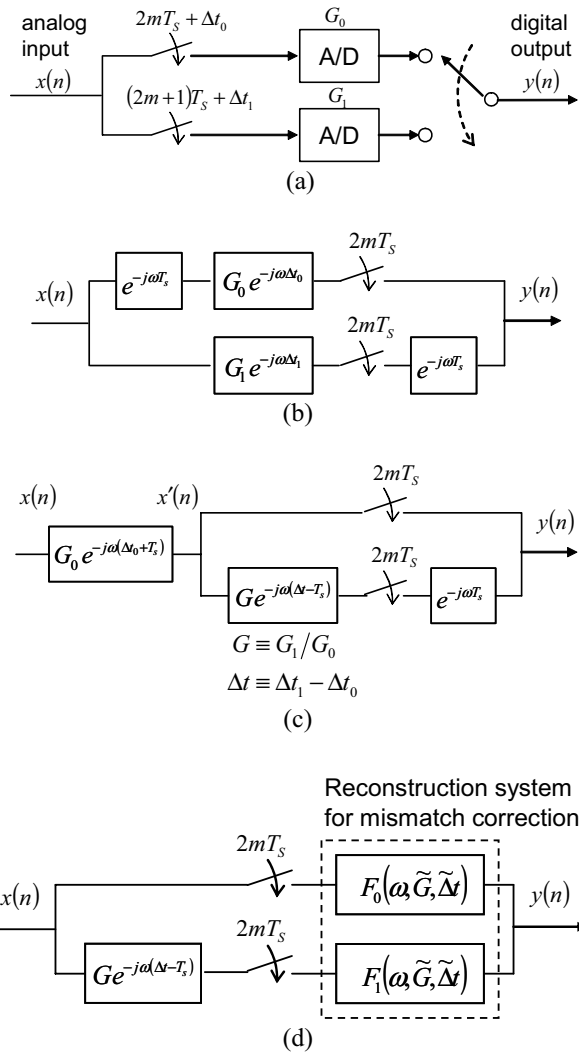 analog input
digital output
2mT_S + Δt_0
G_0
x(n)
A/D
y(n)
(2m+1)T_S + Δt_1
G_1
A/D
(a)
2mT_S
x(n)
e^{-jωT_s}
G_0 e^{-jωΔt_0}
y(n)
2mT_S
G_1 e^{-jωΔt_1}
e^{-jωT_s}
(b)
2mT_S
x(n)
x′(n)
y(n)
G_0 e^{-jω(Δt_0+T_s)}
2mT_S
Ge^{-jω(Δt-T_s)}
e^{-jωT_s}
G ≡ G_1/G_0
Δt ≡ Δt_1 − Δt_0
(c)
Reconstruction system
for mismatch correction
2mT_S
x(n)
F_0(ω, G̃, Δ̃t)
y(n)
2mT_S
Ge^{-jω(Δt-T_s)}
F_1(ω, G̃, Δ̃t)
(d)